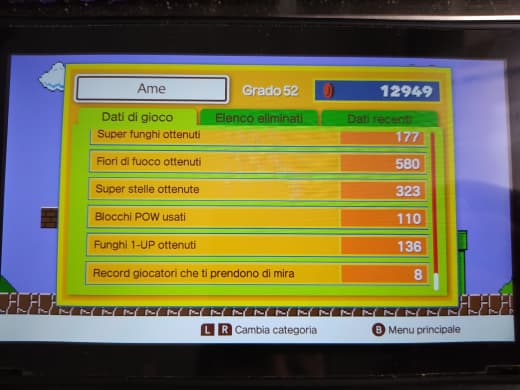 Ame Grado 52 12949
Dati di gioco Elenco eliminati Dati recenti
Super funghi ottenuti 177
Fiori di fuoco ottenuti 580
Super stelle ottenute 323
Blocchi POW usati 110
Funghi 1-UP ottenuti 136
Record giocatori che ti prendono di mira 8
L R Cambia categoria B Menu principale